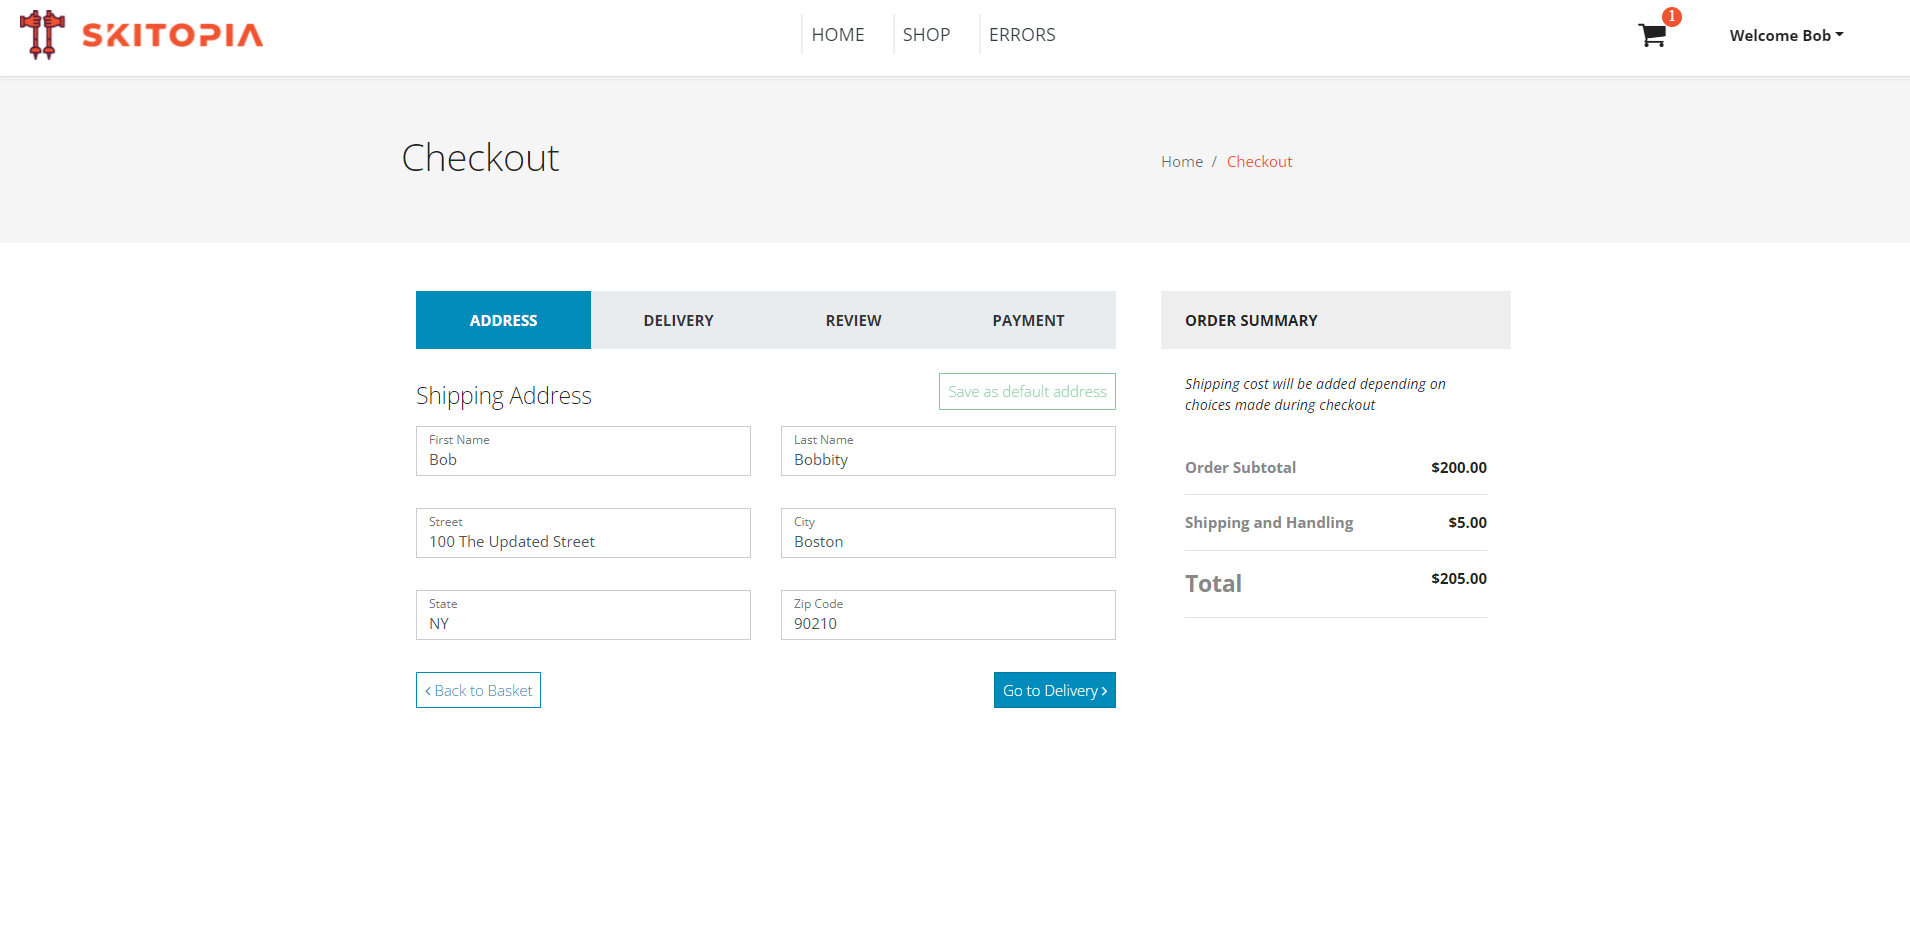 SKITOPIA
HOME
SHOP
ERRORS
1
Welcome Bob
Checkout
Home / Checkout
ADDRESS
DELIVERY
REVIEW
PAYMENT
Shipping Address
Save as default address
First Name
Bob
Last Name
Bobbity
Street
100 The Updated Street
City
Boston
State
NY
Zip Code
90210
Back to Basket
Go to Delivery
ORDER SUMMARY
Shipping cost will be added depending on
choices made during checkout
Order Subtotal $200.00
Shipping and Handling $5.00
Total $205.00